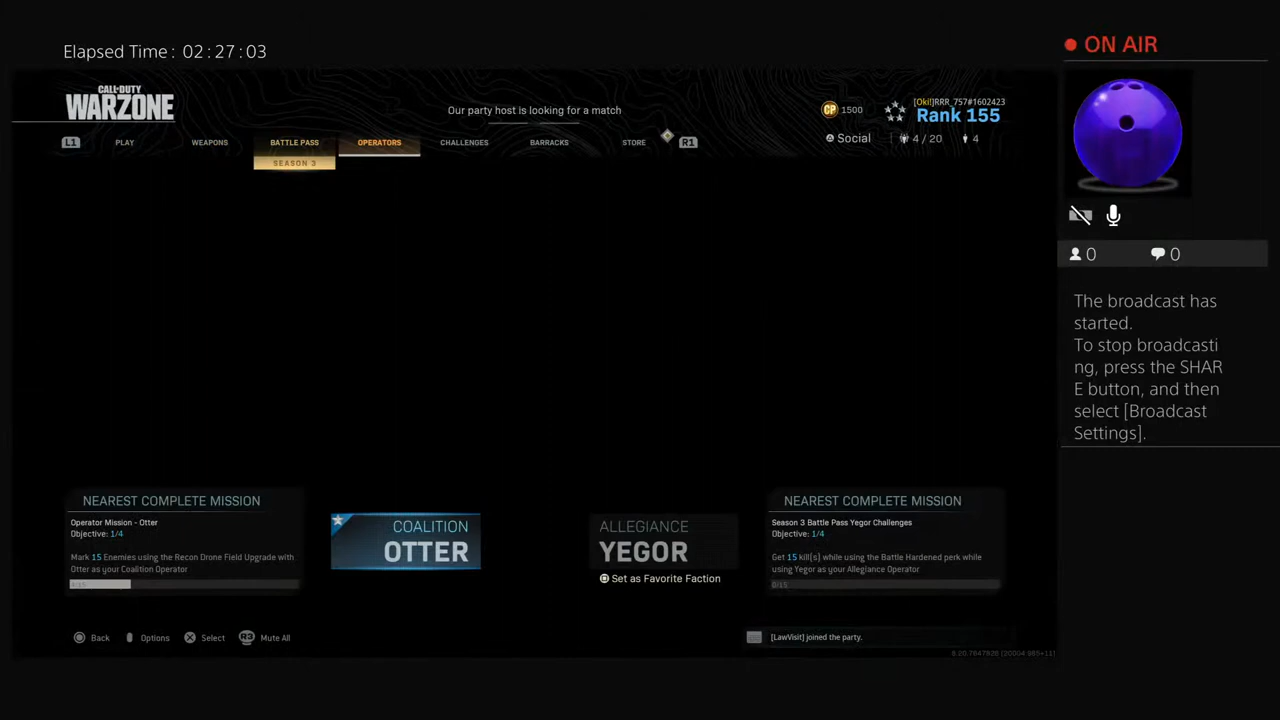 Elapsed Time: 02:27:03
ON AIR
CALL OF DUTY
WARZONE
Our party host is looking for a match
CP 1500
[Oki!]RRR_757#1602423
Rank 155
Social
4 / 20
4
L1
PLAY
WEAPONS
BATTLE PASS
SEASON 3
OPERATORS
CHALLENGES
BARRACKS
STORE
R1
0
0
The broadcast has
started.
To stop broadcasti
ng, press the SHAR
E button, and then
select [Broadcast
Settings].
NEAREST COMPLETE MISSION
Operator Mission - Otter
Objective: 1/4
Mark 15 Enemies using the Recon Drone Field Upgrade with
Otter as your Coalition Operator
COALITION
OTTER
ALLEGIANCE
YEGOR
Set as Favorite Faction
NEAREST COMPLETE MISSION
Season 3 Battle Pass Yegor Challenges
Objective: 1/4
Get 15 kill(s) while using the Battle Hardened perk while
using Yegor as your Allegiance Operator
0/15
Back
Options
Select
R3 Mute All
[LawVisit] joined the party.